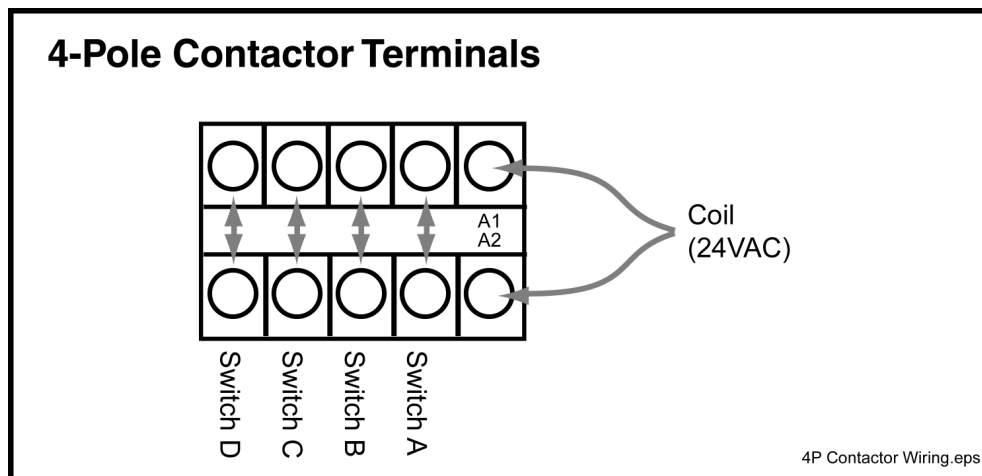 4-Pole Contactor Terminals
A1
A2
Coil
(24VAC)
Switch D
Switch C
Switch B
Switch A
4P Contactor Wiring.eps